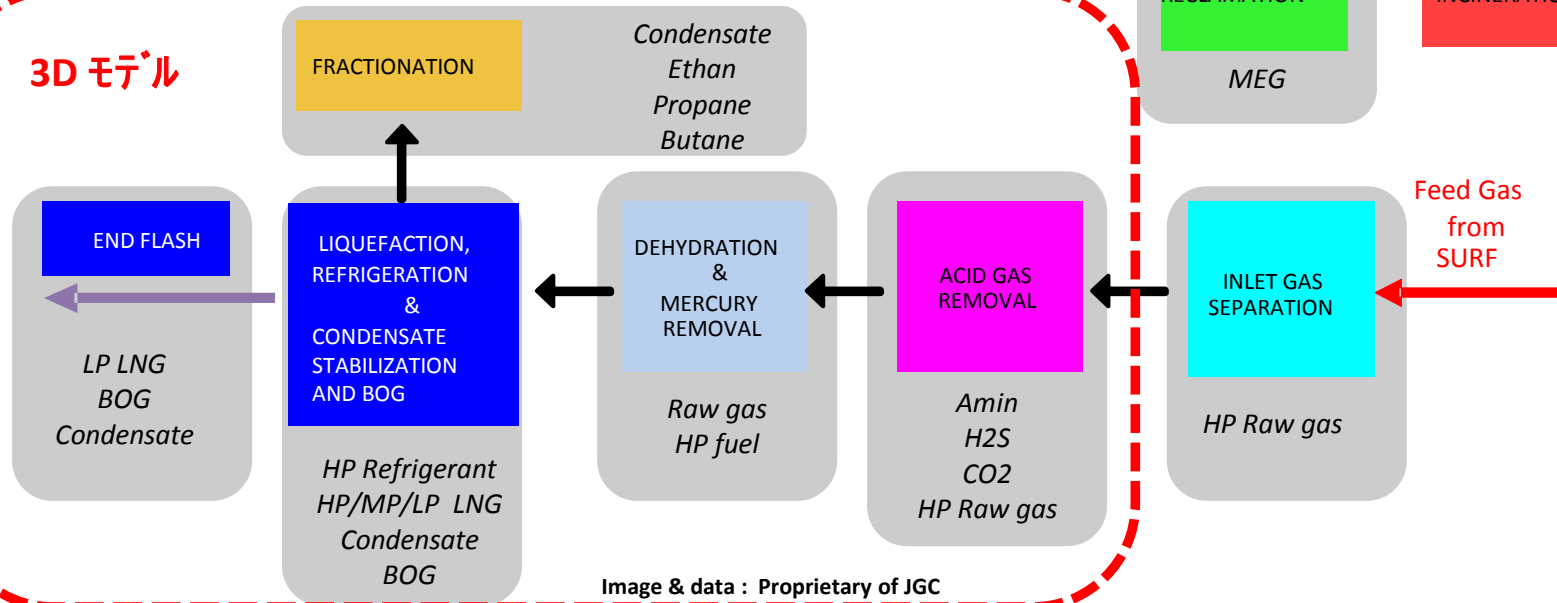 RECLAMATION
MEG
3D モデル
FRACTIONATION
Condensate
Ethan
Propane
Butane
END FLASH
LP LNG
BOG
Condensate
LIQUEFACTION,
REFRIGERATION
&
CONDENSATE
STABILIZATION
AND BOG
HP Refrigerant
HP/MP/LP LNG
Condensate
BOG
DEHYDRATION
&
MERCURY
REMOVAL
Raw gas
HP fuel
ACID GAS
REMOVAL
Amin
H2S
CO2
HP Raw gas
INLET GAS
SEPARATION
HP Raw gas
Feed Gas
from
SURF
Image & data : Proprietary of JGC